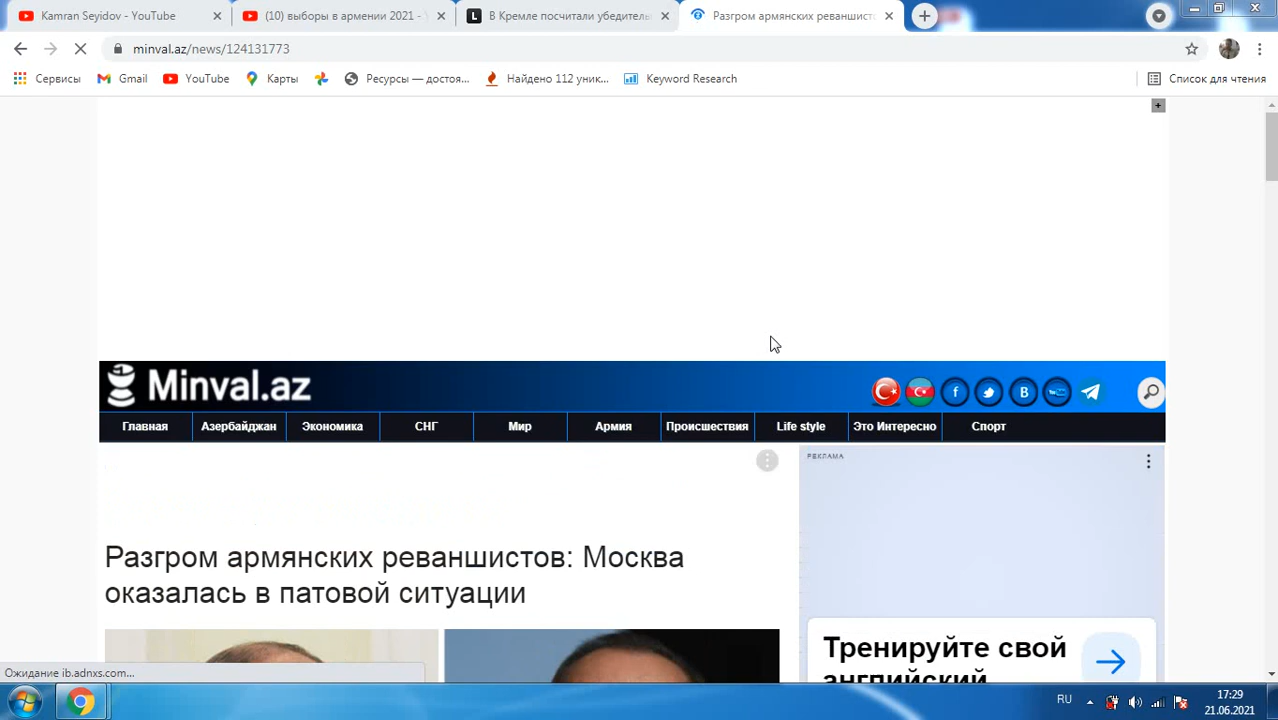 Kamran Seyidov - YouTube
(10) выборы в армении 2021 -
В Кремле посчитали убедитель
Разгром армянских реваншист
minval.az/news/124131773
Сервисы
Gmail
YouTube
Карты
Ресурсы — достоя...
Найдено 112 уник...
Keyword Research
Список для чтения
Minval.az
Главная
Азербайджан
Экономика
СНГ
Мир
Армия
Происшествия
Life style
Это Интересно
Спорт
РЕКЛАМА
Разгром армянских реваншистов: Москва
оказалась в патовой ситуации
Тренируйте свой
английский
Ожидание ib.adnxs.com...
RU
17:29
21.06.2021